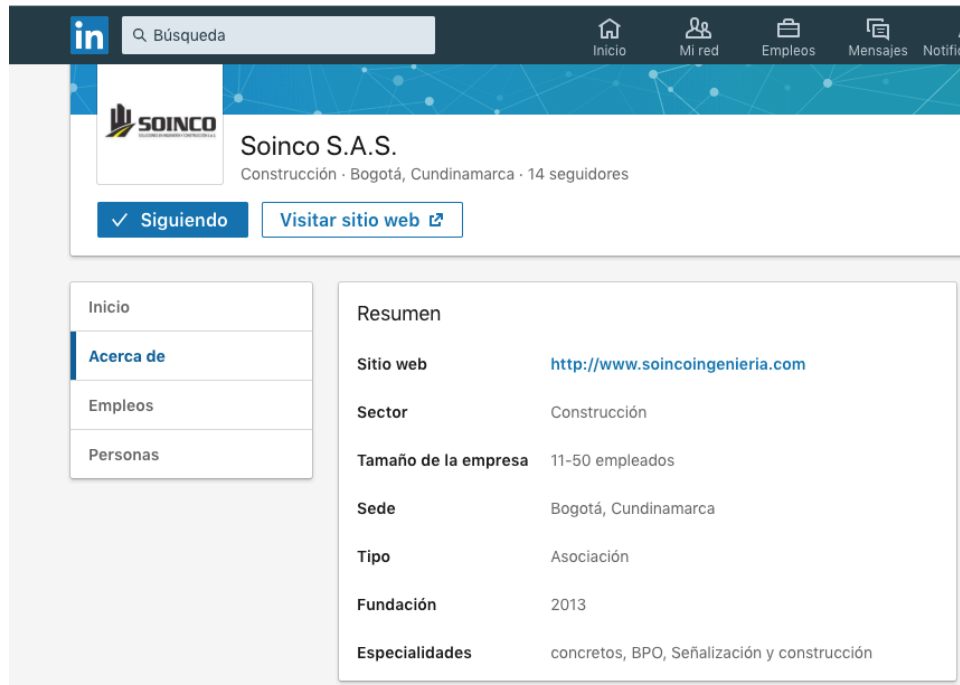 in Búsqueda
Inicio
Mi red
Empleos
Mensajes
SOINCO
Soinco S.A.S.
Construcción · Bogotá, Cundinamarca · 14 seguidores
Siguiendo
Visitar sitio web
Inicio
Acerca de
Empleos
Personas
Resumen
Sitio web http://www.soincoingenieria.com
Sector Construcción
Tamaño de la empresa 11-50 empleados
Sede Bogotá, Cundinamarca
Tipo Asociación
Fundación 2013
Especialidades concretos, BPO, Señalización y construcción